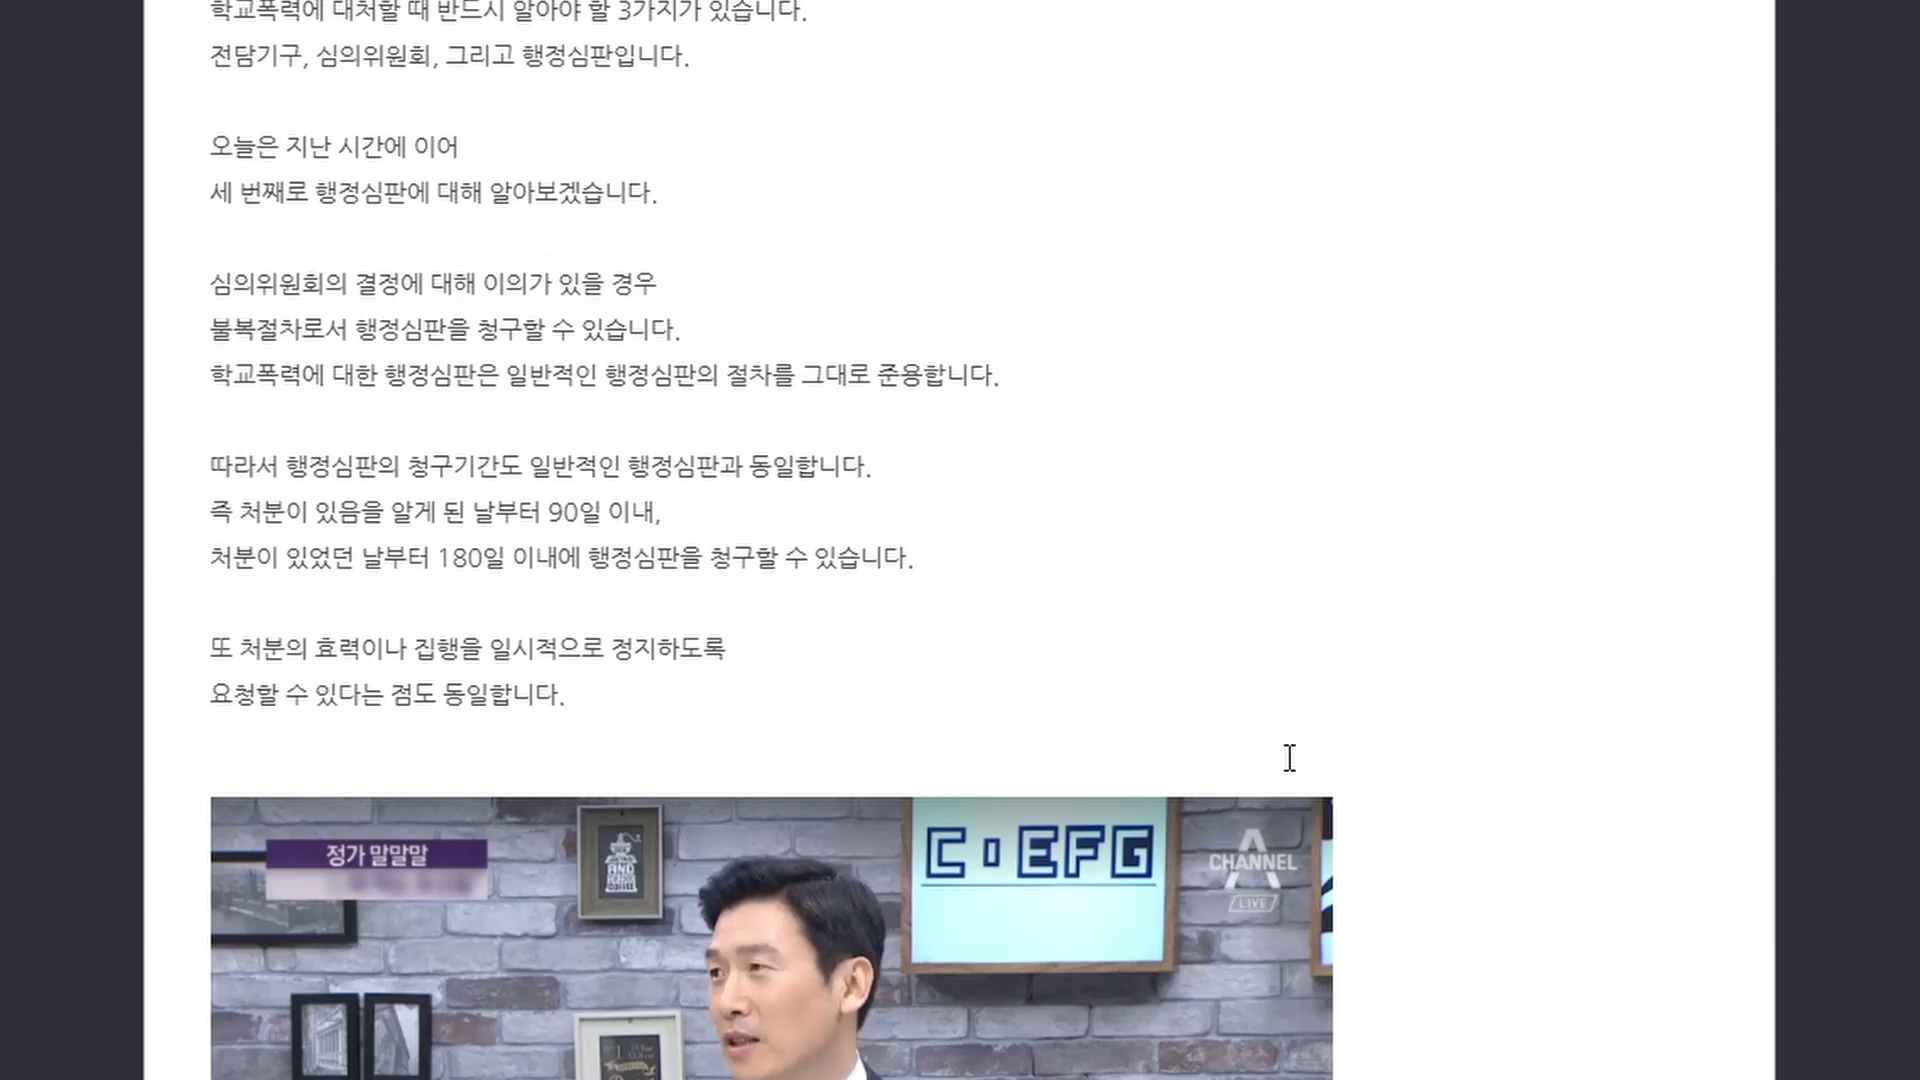 학교폭력에 대처할 때 반드시 알아야 할 3가지가 있습니다.
전담기구, 심의위원회, 그리고 행정심판입니다.
오늘은 지난 시간에 이어
세 번째로 행정심판에 대해 알아보겠습니다.
심의위원회의 결정에 대해 이의가 있을 경우
불복절차로서 행정심판을 청구할 수 있습니다.
학교폭력에 대한 행정심판은 일반적인 행정심판의 절차를 그대로 준용합니다.
따라서 행정심판의 청구기간도 일반적인 행정심판과 동일합니다.
즉 처분이 있음을 알게 된 날부터 90일 이내,
처분이 있었던 날부터 180일 이내에 행정심판을 청구할 수 있습니다.
또 처분의 효력이나 집행을 일시적으로 정지하도록
요청할 수 있다는 점도 동일합니다.
정가 말말말
C EFG
CHANNEL A
LIVE
AND